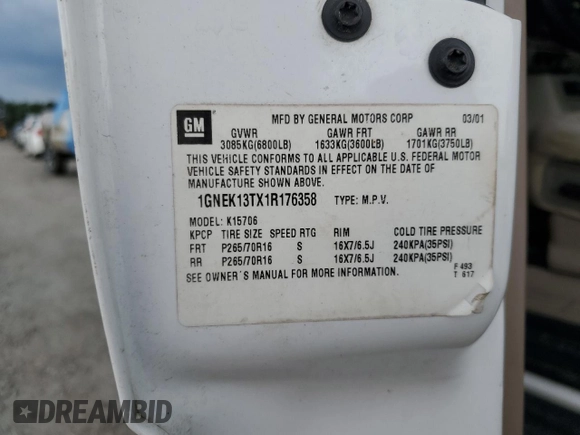 GM
MFD BY GENERAL MOTORS CORP 03/01
GVWR GAWR FRT GAWR RR
3085KG(6800LB) 1633KG(3600LB) 1701KG(3750LB)
THIS VEHICLE CONFORMS TO ALL APPLICABLE U.S. FEDERAL MOTOR
VEHICLE SAFETY STANDARDS IN EFFECT ON THE DATE OF
MANUFACTURE SHOWN ABOVE.
1GNEK13TX1R176358 TYPE: M.P.V.
MODEL: K15706
KPCP TIRE SIZE SPEED RTG RIM COLD TIRE PRESSURE
FRT P265/70R16 S 16X7/6.5J 240KPA(35PSI)
RR P265/70R16 S 16X7/6.5J 240KPA(35PSI)
SEE OWNER'S MANUAL FOR MORE INFORMATION.
F 493
T 617
DREAMBID